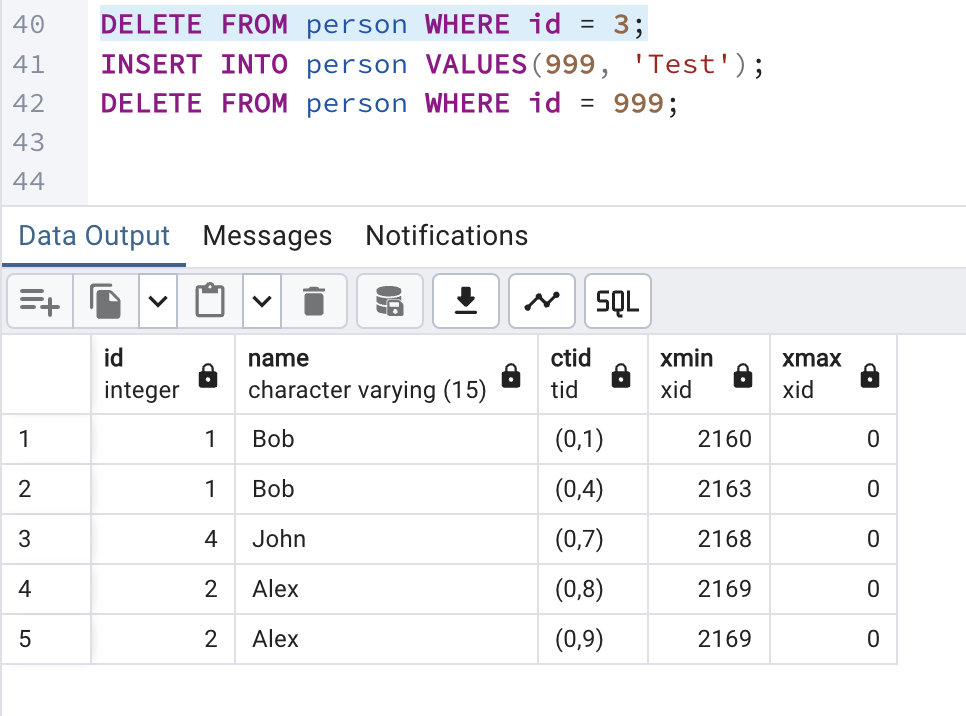 40 DELETE FROM person WHERE id = 3;
41 INSERT INTO person VALUES(999, 'Test');
42 DELETE FROM person WHERE id = 999;
43
44
Data Output Messages Notifications
SQL
id name ctid xmin xmax
integer character varying (15) tid xid xid
1 1 Bob (0,1) 2160 0
2 1 Bob (0,4) 2163 0
3 4 John (0,7) 2168 0
4 2 Alex (0,8) 2169 0
5 2 Alex (0,9) 2169 0